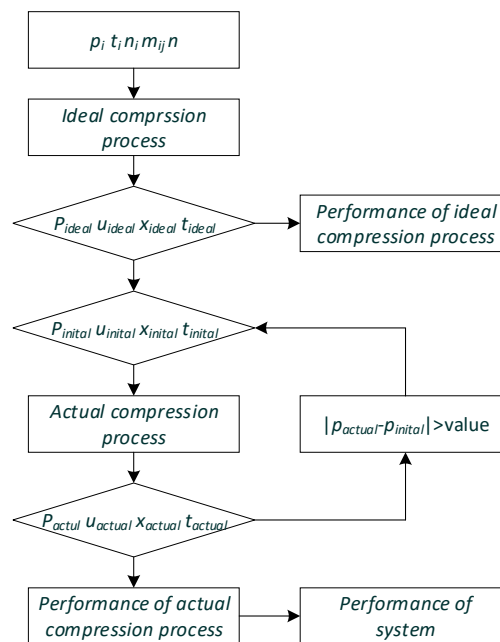 p_i t_i n_i m_ij n
Ideal comprssion
process
P_ideal u_ideal x_ideal t_ideal
Performance of ideal
compression process
P_inital u_inital x_inital t_inital
Actual compression
process
|p_actual-p_inital|>value
P_actul u_actual x_actual t_actual
Performance of actual
compression process
Performance of
system